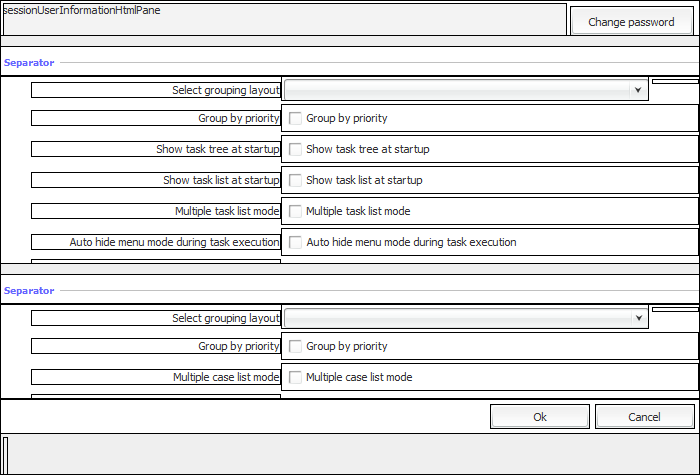 sessionUserInformationHtmlPane
Change password
Separator
Select grouping layout
Group by priority Group by priority
Show task tree at startup Show task tree at startup
Show task list at startup Show task list at startup
Multiple task list mode Multiple task list mode
Auto hide menu mode during task execution Auto hide menu mode during task execution
Separator
Select grouping layout
Group by priority Group by priority
Multiple case list mode Multiple case list mode
Ok Cancel